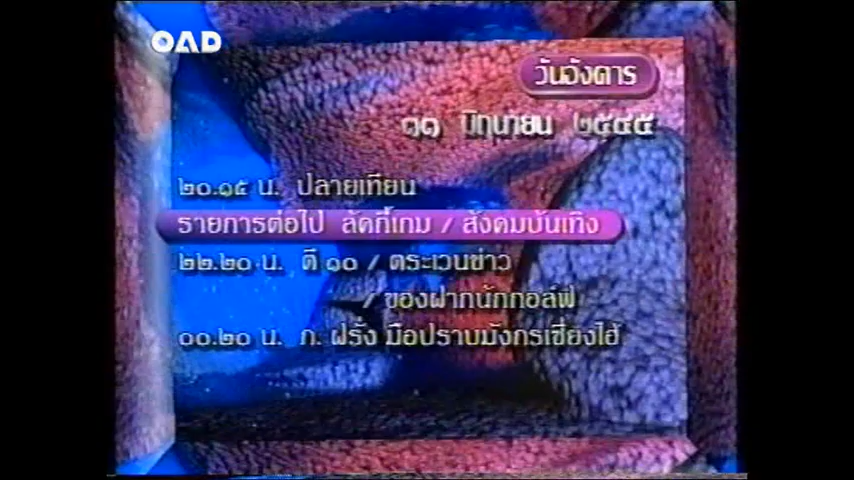 OAD
วันอังคาร
๑๑ มิถุนายน ๒๕๔๕
๒๐.๑๕ น. ปลายเทียน
รายการต่อไป ลัคกี้เกม / สังคมบันเทิง
๒๒.๒๐ น. ตี ๑๐ / ตระเวนข่าว
/ ของฝากนักกอล์ฟ
๐๐.๒๐ น. ภ. ฝรั่ง มือปราบมังกรเซี่ยงไฮ้